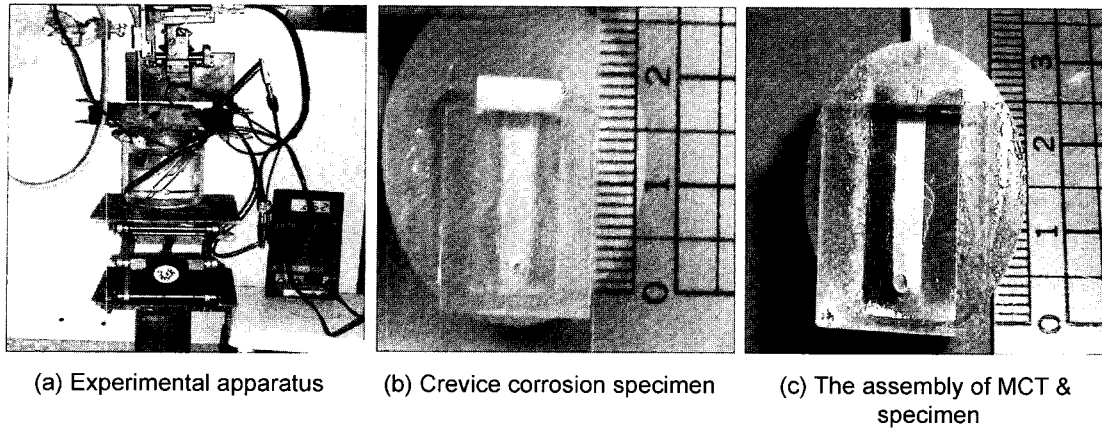 2
1
0
3
2
1
0
(a) Experimental apparatus
(b) Crevice corrosion specimen
(c) The assembly of MCT &
specimen